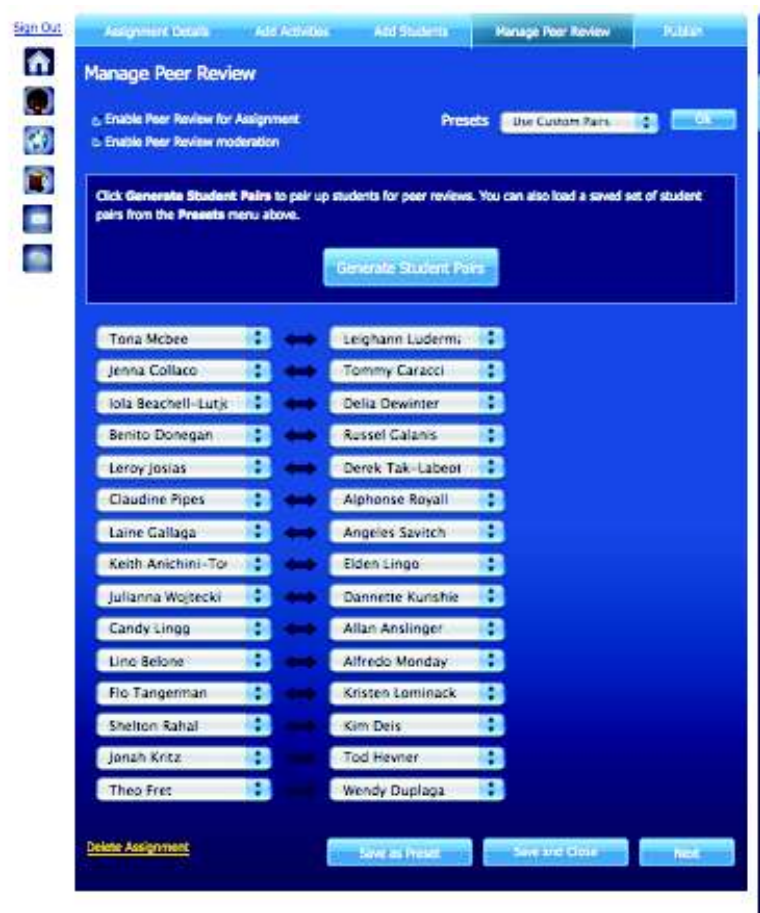 Sign Out
Assignment Details Add Activities Add Students Manage Peer Review Publish
Manage Peer Review
Enable Peer Review for Assignment
Presets Use Custom Pairs Ok
Enable Peer Review moderation
Click Generate Student Pairs to pair up students for peer reviews. You can also load a saved set of student
pairs from the Presets menu above.
Generate Student Pairs
Tona Mcbee Leighann Luderm
Jenna Collaco Tommy Caracci
Iola Beachell-Lutje Delia Dewinter
Benito Donegan Russel Galanis
Leroy Josias Derek Tak-Labeot
Claudine Pipes Alphonse Royall
Laine Gallaga Angeles Savitch
Keith Anichini-Tor Elden Lingo
Julianna Wojtecki Dannette Kunshie
Candy Lingg Allan Anslinger
Lino Belone Alfredo Monday
Flo Tangerman Kristen Lominack
Shelton Rahal Kim Deis
Jonah Kritz Tod Hevner
Theo Fret Wendy Duplaga
Delete Assignment Save as Preset Save and Close Next